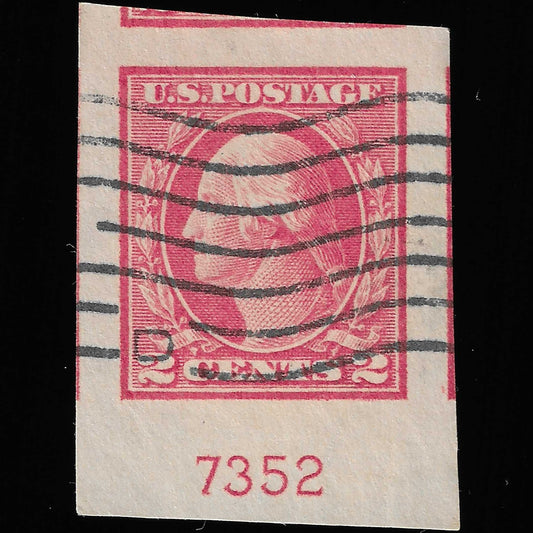 U.S. POSTAGE
D
2 CENTS 2
7352